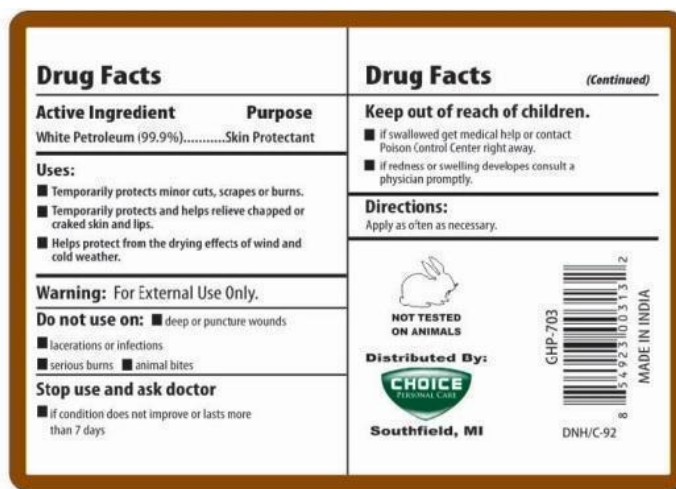 Drug Facts
Active Ingredient Purpose
White Petroleum (99.9%)...........Skin Protectant
Uses:
■ Temporarily protects minor cuts, scrapes or burns.
■ Temporarily protects and helps relieve chapped or
craked skin and lips.
■ Helps protect from the drying effects of wind and
cold weather.
Warning: For External Use Only.
Do not use on: ■ deep or puncture wounds
■ lacerations or infections
■ serious burns ■ animal bites
Stop use and ask doctor
■ if condition does not improve or lasts more
than 7 days
Drug Facts (Continued)
Keep out of reach of children.
■ if swallowed get medical help or contact
Poison Control Center right away.
■ if redness or swelling developes consult a
physician promptly.
Directions:
Apply as often as necessary.
NOT TESTED
ON ANIMALS
Distributed By:
CHOICE
PERSONAL CARE
Southfield, MI
GHP-703
8 54923 00313 2
MADE IN INDIA
DNH/C-92